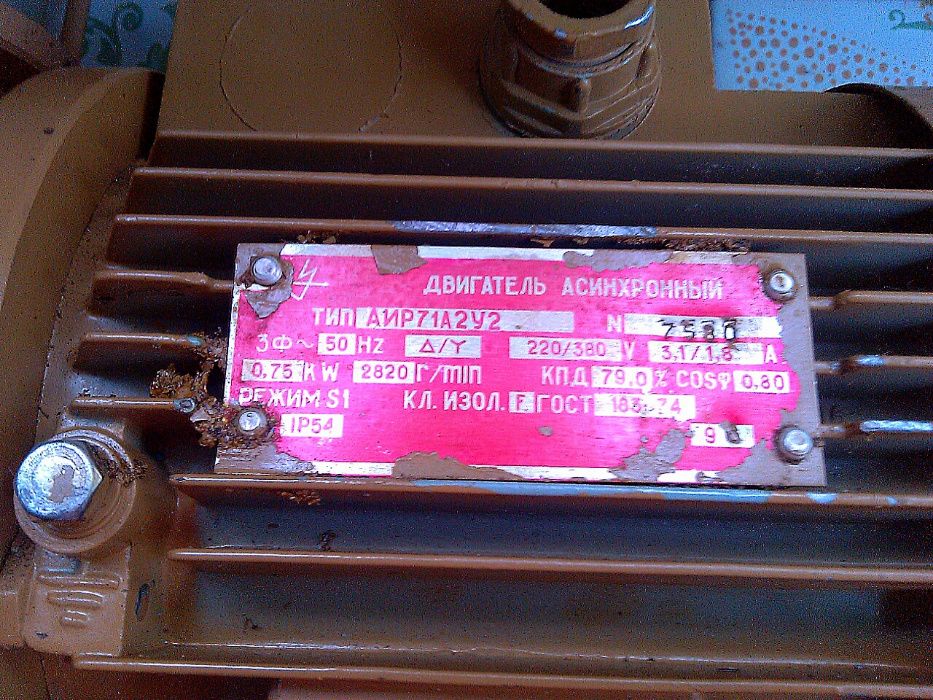 ДВИГАТЕЛЬ АСИНХРОННЫЙ
ТИП АИР71А2У2 N
3Ф~ 50 Hz Δ/Y 220/380 V 3,1/1,8 A
0,75 KW 2820 Г/min КПД 79,0 % COSφ 0,80
РЕЖИМ S1 КЛ. ИЗОЛ. F ГОСТ
IP54